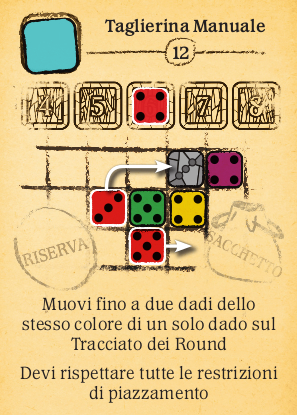 Taglierina Manuale
12
4 5 7 8
RISERVA
SACCHETTO
Muovi fino a due dadi dello
stesso colore di un solo dado sul
Tracciato dei Round
Devi rispettare tutte le restrizioni
di piazzamento